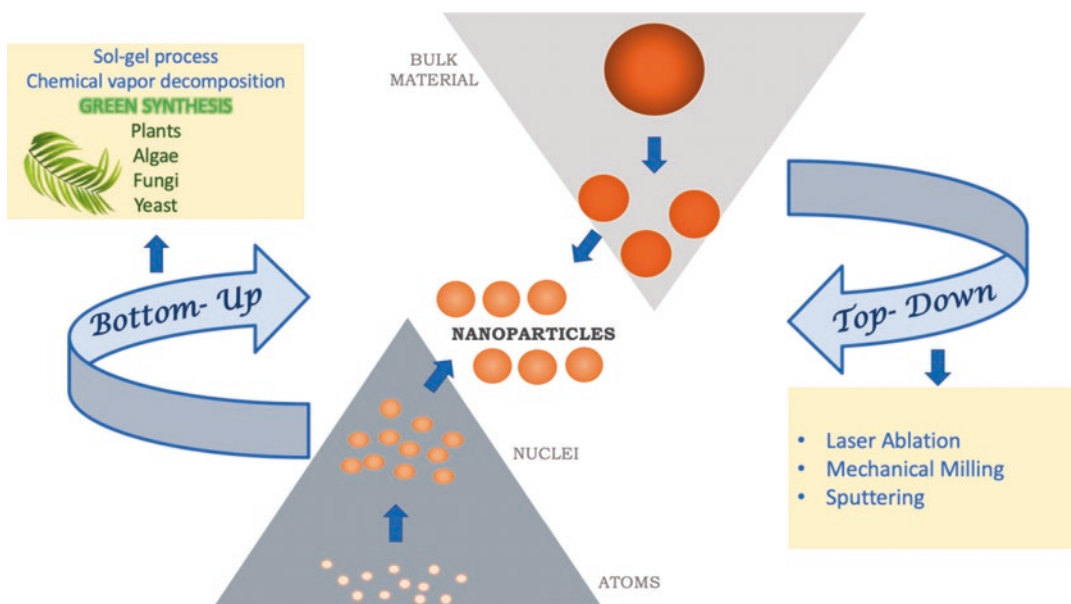 Sol-gel process
Chemical vapor decomposition
GREEN SYNTHESIS
Plants
Algae
Fungi
Yeast
Bottom- Up
BULK
MATERIAL
NANOPARTICLES
NUCLEI
ATOMS
Top- Down
• Laser Ablation
• Mechanical Milling
• Sputtering